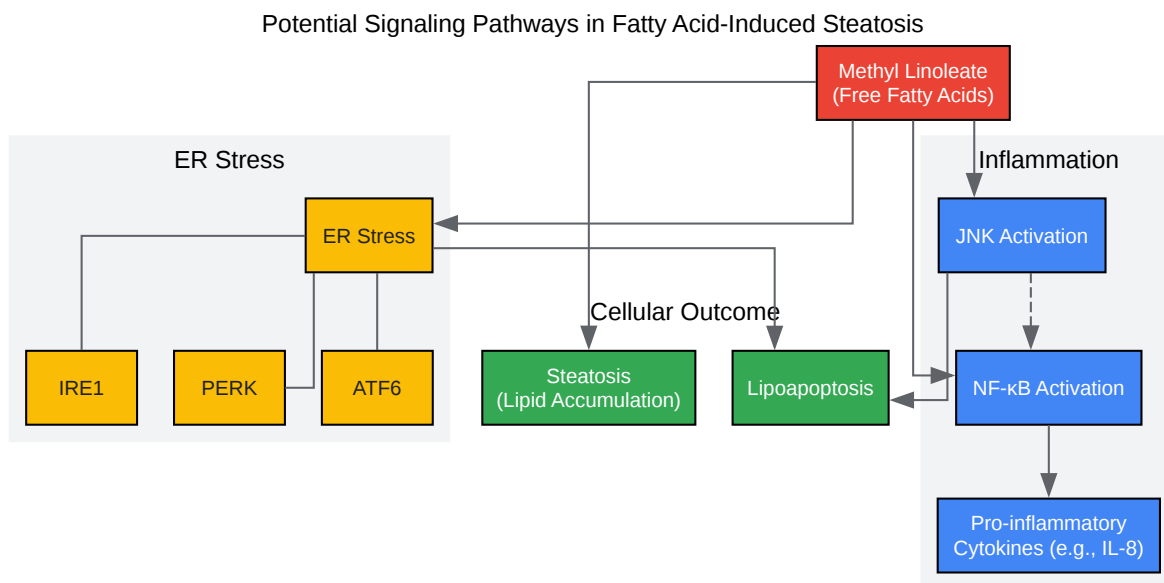 Potential Signaling Pathways in Fatty Acid-Induced Steatosis
Methyl Linoleate
(Free Fatty Acids)
ER Stress
Inflammation
ER Stress
JNK Activation
Cellular Outcome
IRE1
PERK
ATF6
Steatosis
(Lipid Accumulation)
Lipoapoptosis
NF-κB Activation
Pro-inflammatory
Cytokines (e.g., IL-8)